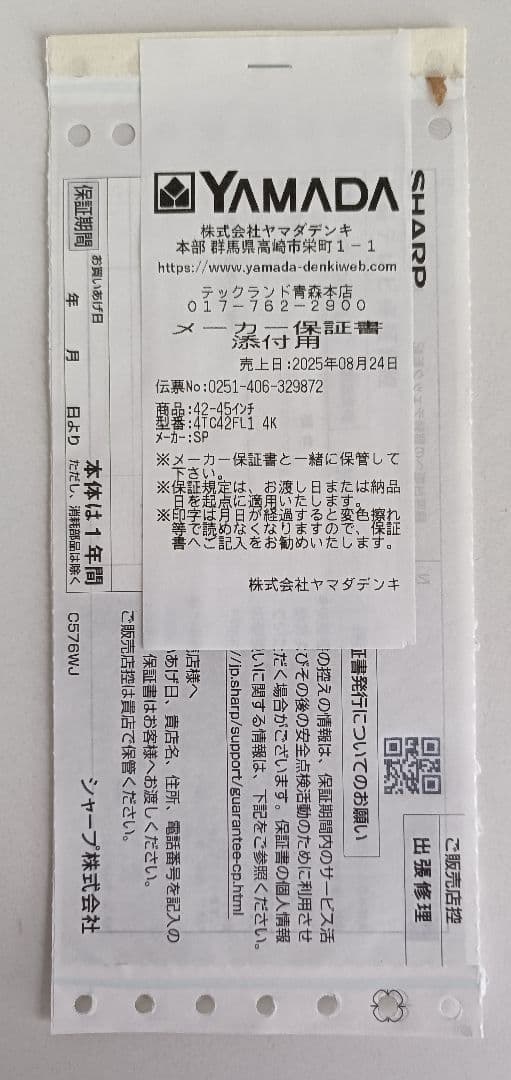 YAMADA
株式会社ヤマダデンキ
本部 群馬県高崎市栄町1-1
https://www.yamada-denkiweb.com
テックランド青森本店
017-762-2900
メーカー保証書
添付用
売上日:2025年08月24日
伝票No:0251-406-329872
商品:42-45インチ
型番:4TC42FL1 4K
メーカー:SP
※メーカー保証書と一緒に保管して
下さい。
※保証規定は、お渡し日または納品
日を起点に適用いたします。
※印字は月日が経過すると変色擦れ
等で読めなくなりますので、保証
書へご記入をお勧めいたします。
株式会社ヤマダデンキ
SHARP
ご販売店控
出張修理
証書発行についてのお願い
の控えの情報は、保証期間内のサービス活
びその後の安全点検活動のために利用させ
だく場合がございます。保証書の個人情報
いに関する情報は、下記をご参照ください。
//jp.sharp/support/guarantee-cp.html
店様へ
あげ日、貴店名、住所、電話番号を記入の
保証書はお客様へお渡しください。
ご販売店控は貴店で保管ください。
シャープ株式会社
保証期間
お買いあげ日
年 月 日より
本体は1年間
ただし、消耗部品は除く
C576WJ